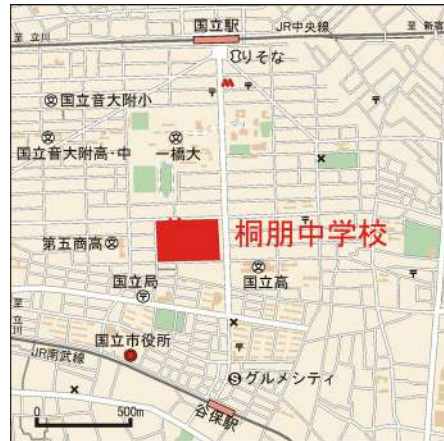 国立駅
JR中央線
至 立川
至 新宿
りそな
国立音大附小
国立音大附高・中
一橋大
第五商高
桐朋中学校
国立局
国立高
至
立
川
国立市役所
JR南武線
グルメシティ
谷保駅
0 500m